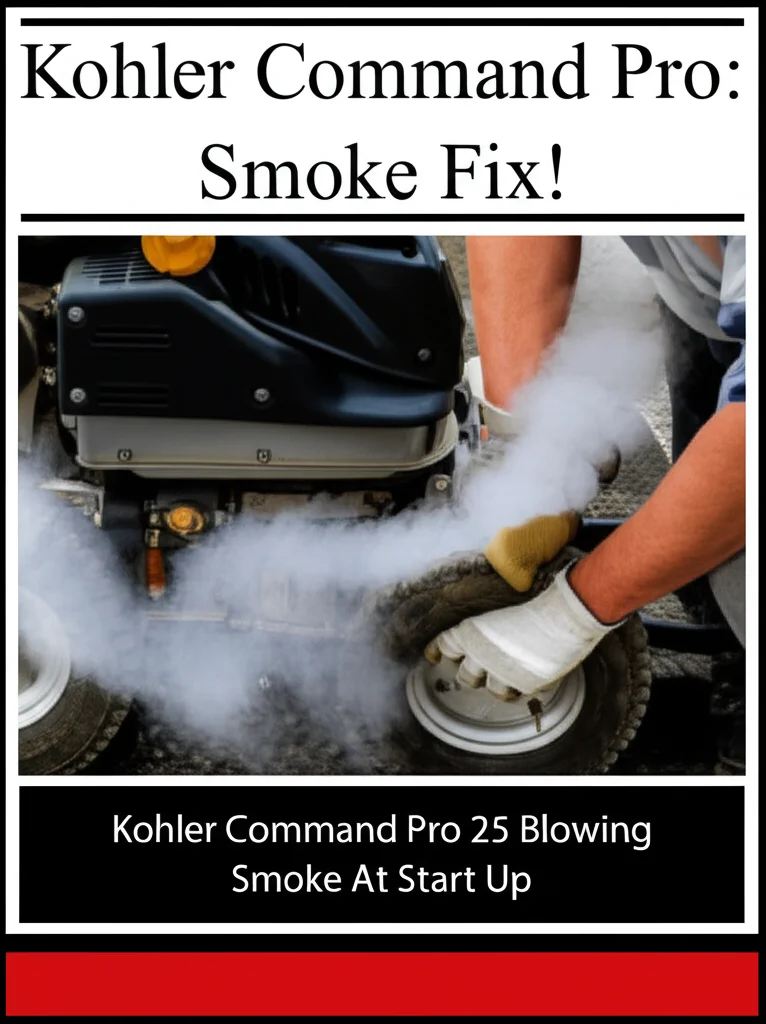 Kohler Command Pro:
Smoke Fix!
Kohler Command Pro 25 Blowing
Smoke At Start Up